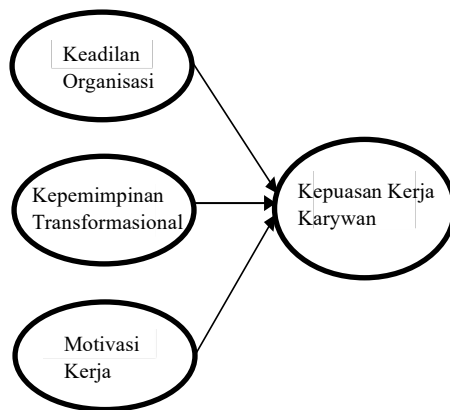 Keadilan
Organisasi
Kepemimpinan
Transformasional
Kepuasan Kerja
Karywan
Motivasi
Kerja